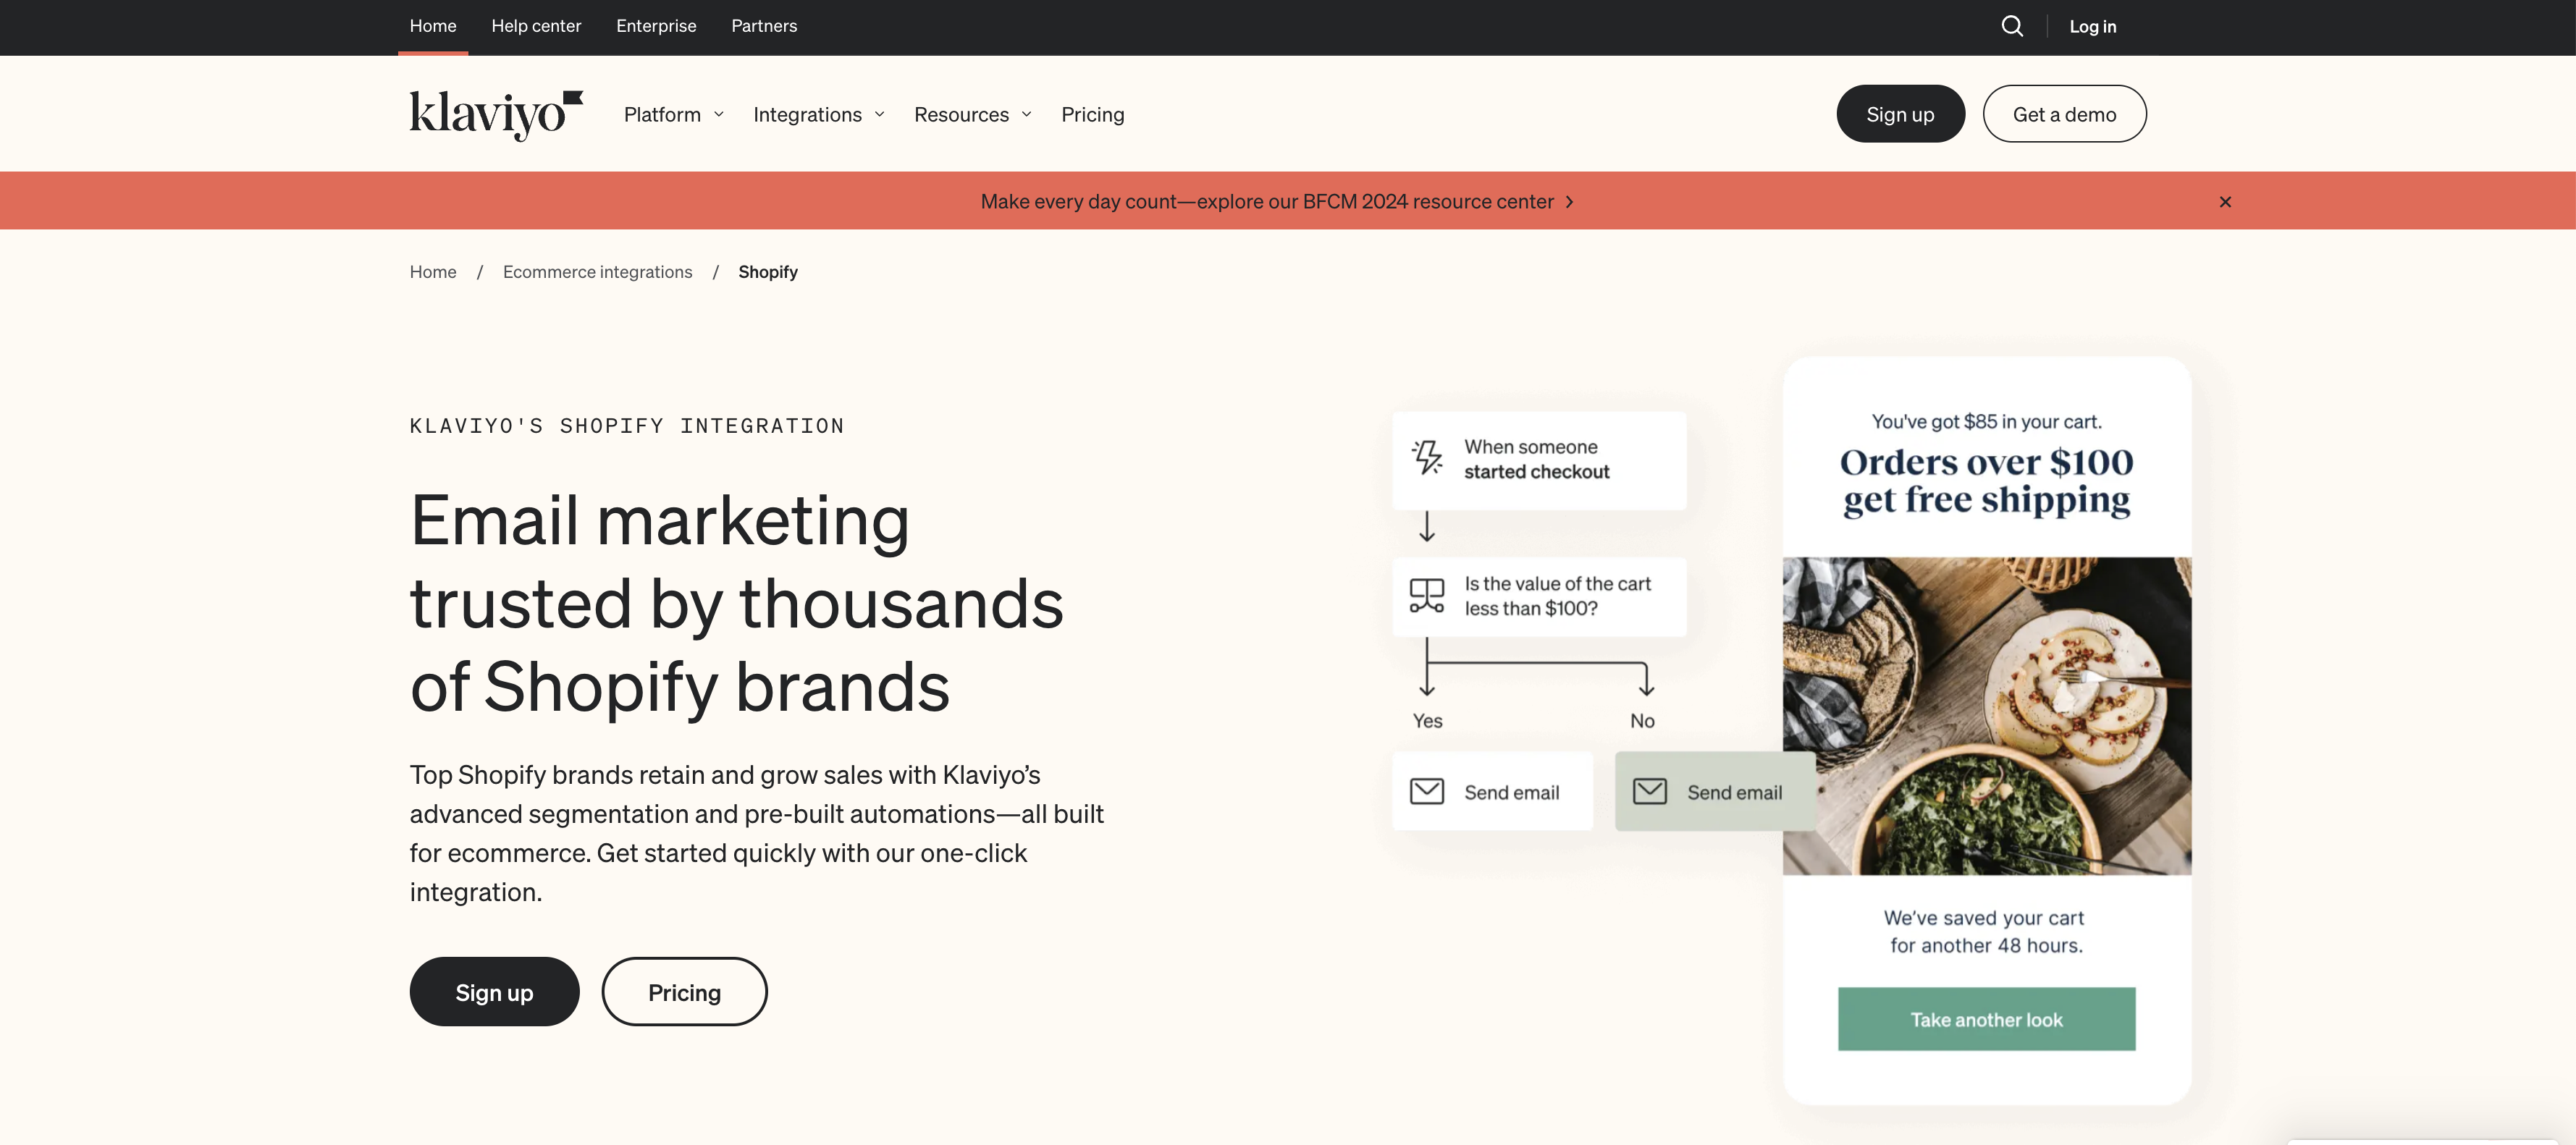 Home Help center Enterprise Partners Log in
klaviyo Platform Integrations Resources Pricing Sign up Get a demo
Make every day count—explore our BFCM 2024 resource center
Home / Ecommerce integrations / Shopify
KLAVIYO'S SHOPIFY INTEGRATION
Email marketing
trusted by thousands
of Shopify brands
Top Shopify brands retain and grow sales with Klaviyo’s
advanced segmentation and pre-built automations—all built
for ecommerce. Get started quickly with our one-click
integration.
Sign up Pricing
When someone
started checkout
Is the value of the cart
less than $100?
Yes No
Send email Send email
You've got $85 in your cart.
Orders over $100
get free shipping
We’ve saved your cart
for another 48 hours.
Take another look